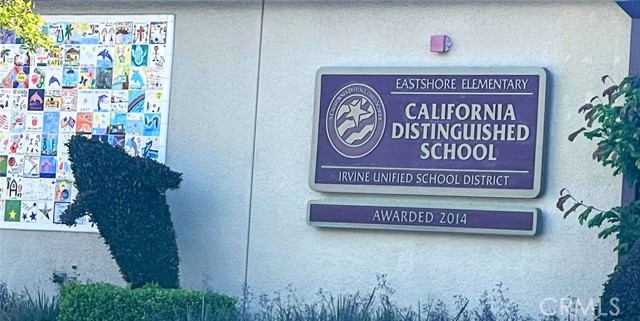 EASTSHORE ELEMENTARY
CALIFORNIA
DISTINGUISHED
SCHOOL
IRVINE UNIFIED SCHOOL DISTRICT
AWARDED 2014
CRMLS